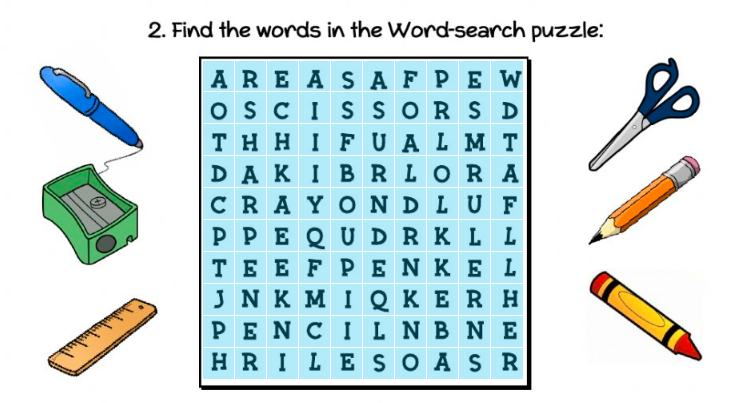 2. Find the words in the Word-search puzzle:
A R E A S A F P E W
O S C I S S O R S D
T H H I F U A L M T
D A K I B R L O R A
C R A Y O N D L U F
P P E Q U D R K L L
T E E F P E N K E L
J N K M I Q K E R H
P E N C I L N B N E
H R I L E S O A S R